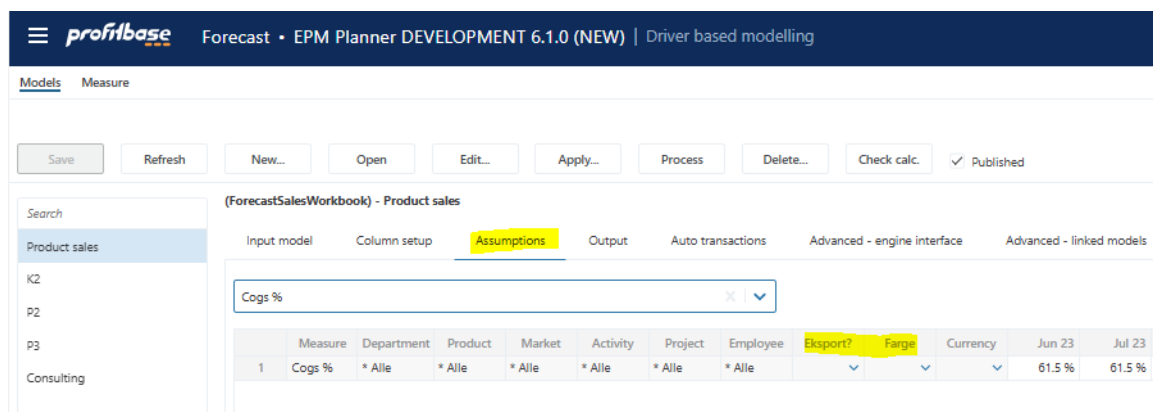 profitbase Forecast • EPM Planner DEVELOPMENT 6.1.0 (NEW) | Driver based modelling
Models Measure
Save Refresh New... Open Edit... Apply... Process Delete... Check calc. Published
(ForecastSalesWorkbook) - Product sales
Search
Input model Column setup Assumptions Output Auto transactions Advanced - engine interface Advanced - linked models
Product sales
K2
Cogs %
P2
P3
Measure Department Product Market Activity Project Employee Eksport? Farge Currency Jun 23 Jul 23
1 Cogs % * Alle * Alle * Alle * Alle * Alle * Alle 61.5 % 61.5 %
Consulting